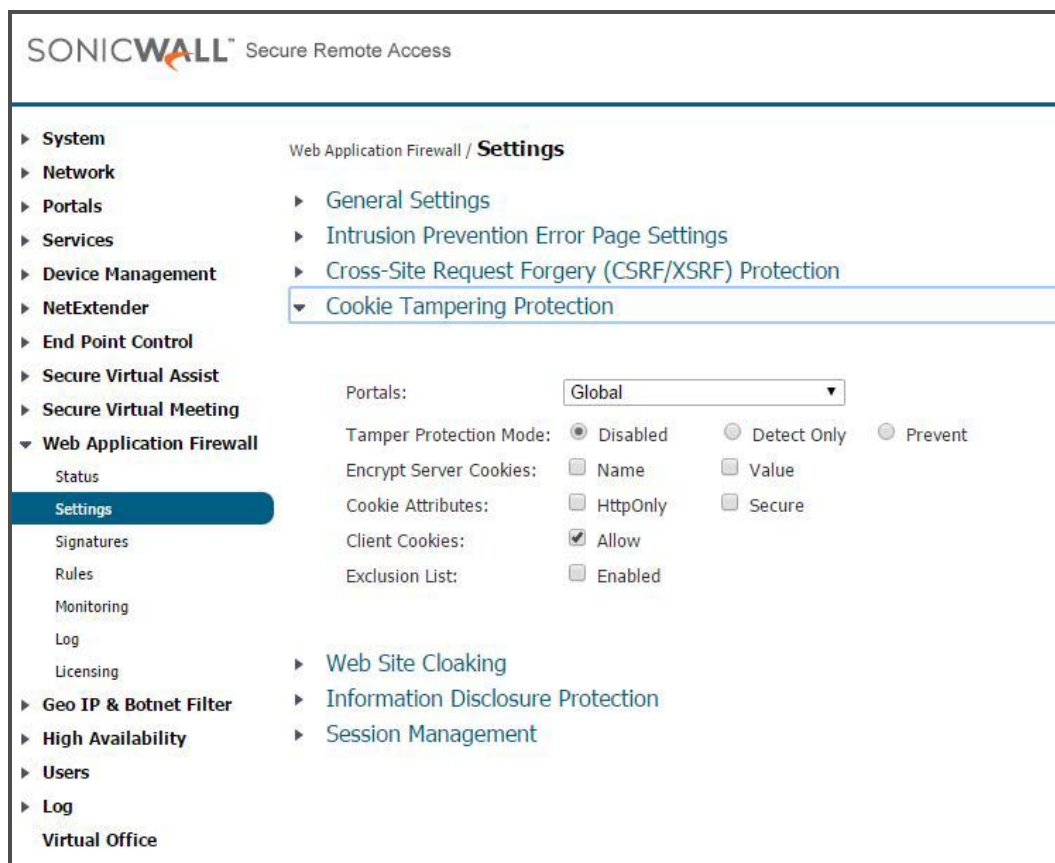 SONICWALL™ Secure Remote Access
System
Network
Portals
Services
Device Management
NetExtender
End Point Control
Secure Virtual Assist
Secure Virtual Meeting
Web Application Firewall
Status
Settings
Signatures
Rules
Monitoring
Log
Licensing
Geo IP & Botnet Filter
High Availability
Users
Log
Virtual Office
Web Application Firewall / Settings
General Settings
Intrusion Prevention Error Page Settings
Cross-Site Request Forgery (CSRF/XSRF) Protection
Cookie Tampering Protection
Portals: Global
Tamper Protection Mode: Disabled Detect Only Prevent
Encrypt Server Cookies: Name Value
Cookie Attributes: HttpOnly Secure
Client Cookies: Allow
Exclusion List: Enabled
Web Site Cloaking
Information Disclosure Protection
Session Management